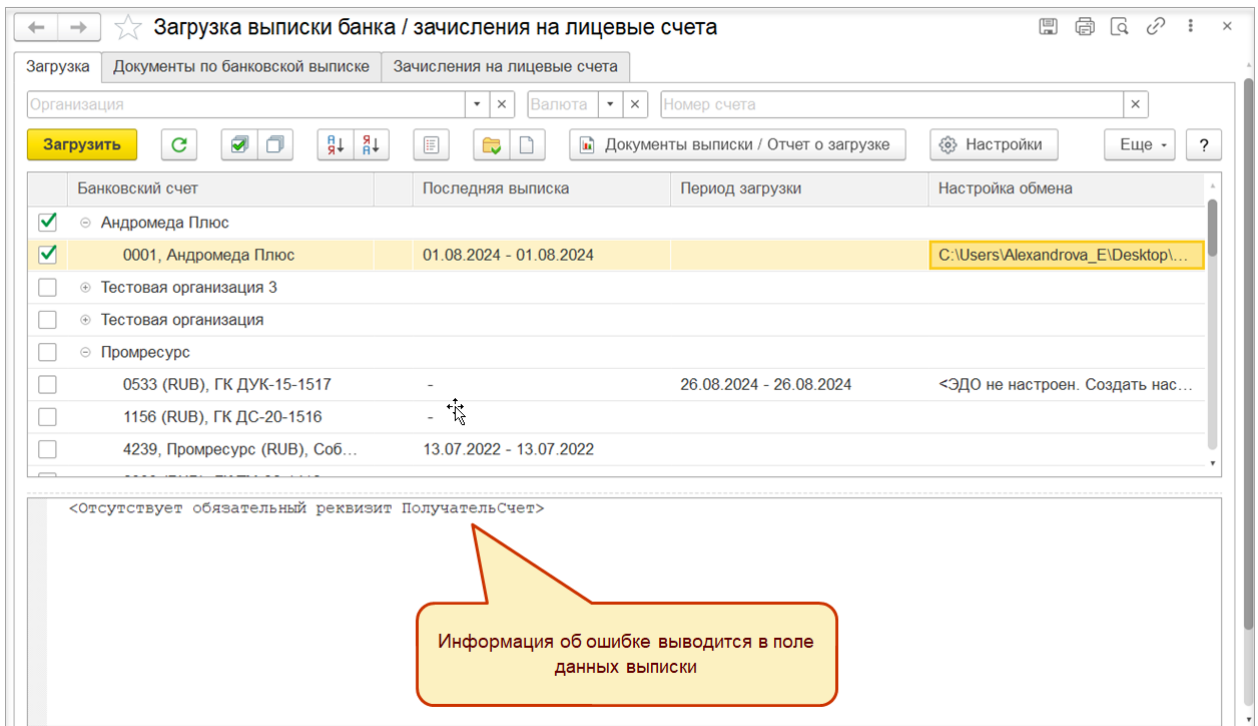 Загрузка выписки банка / зачисления на лицевые счета
Загрузка Документы по банковской выписке Зачисления на лицевые счета
Организация Валюта Номер счета
Загрузить Документы выписки / Отчет о загрузке Настройки Еще ?
Банковский счет Последняя выписка Период загрузки Настройка обмена
Андромеда Плюс
0001, Андромеда Плюс 01.08.2024 - 01.08.2024 C:\Users\Alexandrova_E\Desktop\...
Тестовая организация 3
Тестовая организация
Промресурс
0533 (RUB), ГК ДУК-15-1517 - 26.08.2024 - 26.08.2024 <ЭДО не настроен. Создать нас...
1156 (RUB), ГК ДС-20-1516 -
4239, Промресурс (RUB), Соб... 13.07.2022 - 13.07.2022
<Отсутствует обязательный реквизит ПолучательСчет>
Информация об ошибке выводится в поле
данных выписки